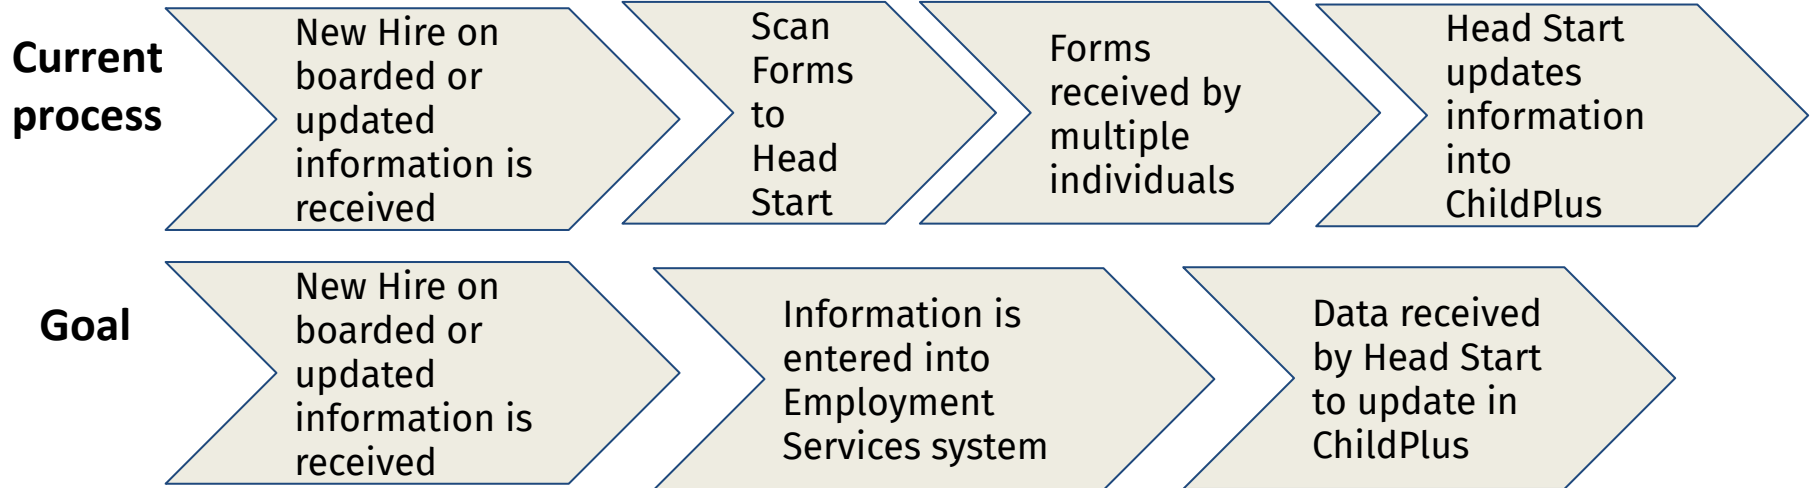 Current
process
New Hire on
boarded or
updated
information is
received
Scan
Forms
to
Head
Start
Forms
received by
multiple
individuals
Head Start
updates
information
into
ChildPlus
Goal
New Hire on
boarded or
updated
information is
received
Information is
entered into
Employment
Services system
Data received
by Head Start
to update in
ChildPlus